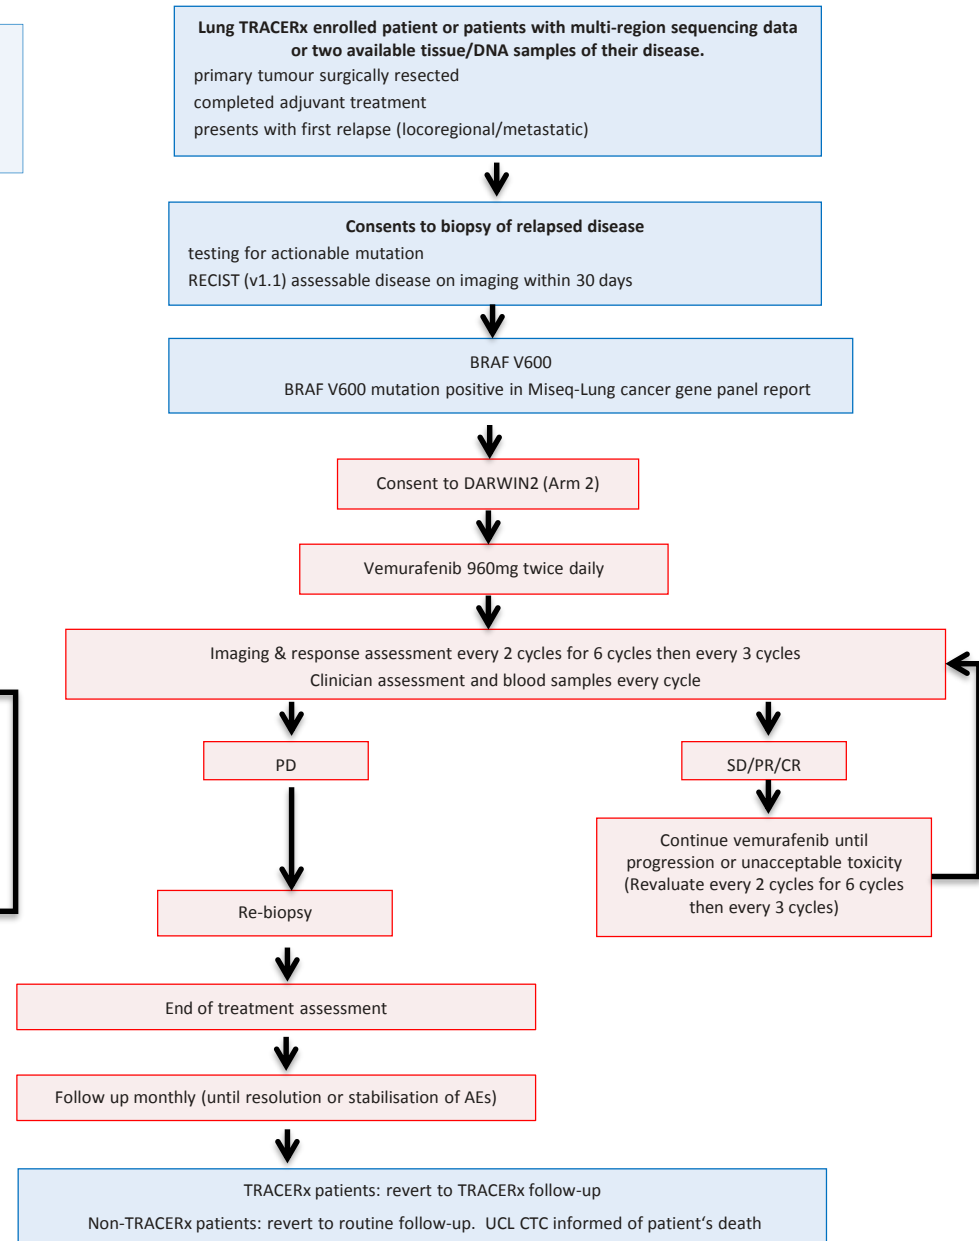 Lung TRACERx enrolled patient or patients with multi-region sequencing data
or two available tissue/DNA samples of their disease.
primary tumour surgically resected
completed adjuvant treatment
presents with first relapse (locoregional/metastatic)
Consents to biopsy of relapsed disease
testing for actionable mutation
RECIST (v1.1) assessable disease on imaging within 30 days
BRAF V600
BRAF V600 mutation positive in Miseq-Lung cancer gene panel report
Consent to DARWIN2 (Arm 2)
Vemurafenib 960mg twice daily
Imaging & response assessment every 2 cycles for 6 cycles then every 3 cycles
Clinician assessment and blood samples every cycle
PD
SD/PR/CR
Continue vemurafenib until
progression or unacceptable toxicity
(Revaluate every 2 cycles for 6 cycles
then every 3 cycles)
Re-biopsy
End of treatment assessment
Follow up monthly (until resolution or stabilisation of AEs)
TRACERx patients: revert to TRACERx follow-up
Non-TRACERx patients: revert to routine follow-up.  UCL CTC informed of patient‘s death